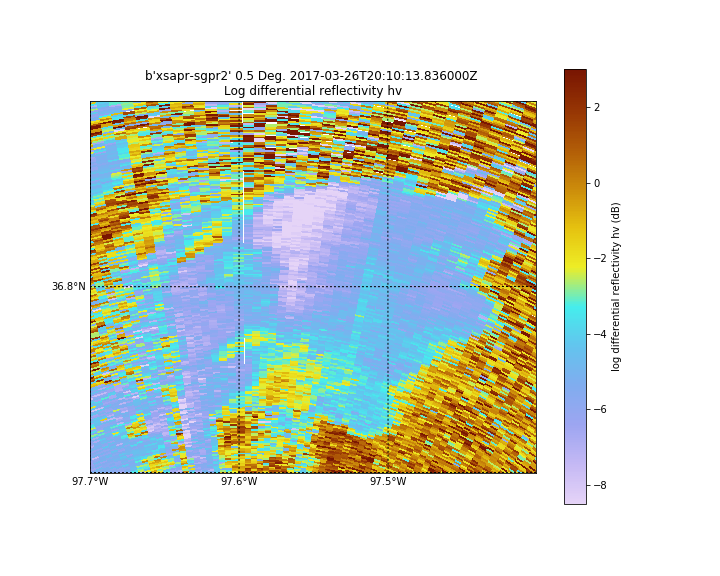 b'xsapr-sgpr2' 0.5 Deg. 2017-03-26T20:10:13.836000Z
Log differential reflectivity hv
36.8°N
97.7°W
97.6°W
97.5°W
2
0
−2
−4
−6
−8
log differential reflectivity hv (dB)